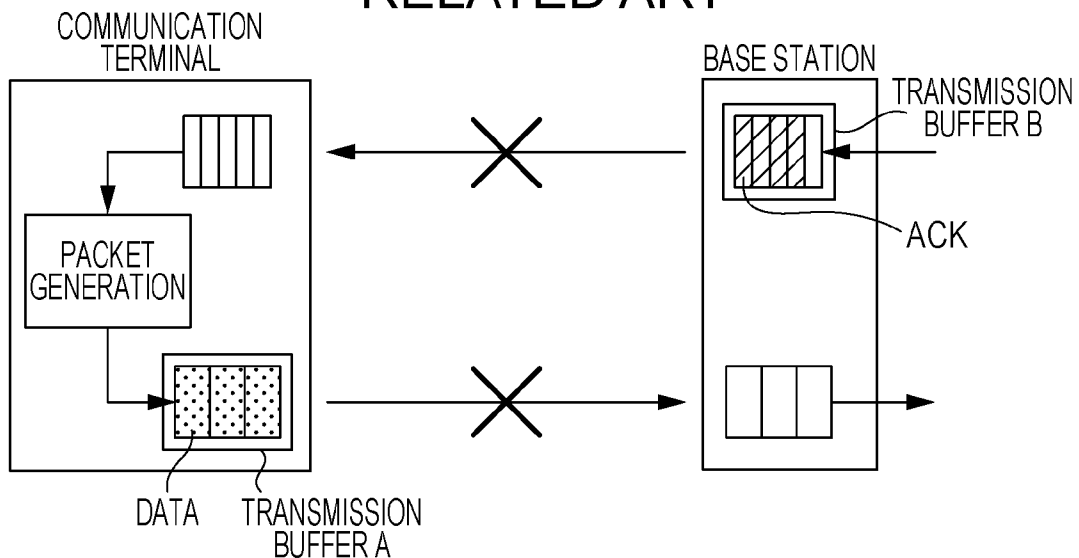 RELATED ART
COMMUNICATION
TERMINAL
BASE STATION
TRANSMISSION
BUFFER B
ACK
PACKET
GENERATION
DATA
TRANSMISSION
BUFFER A